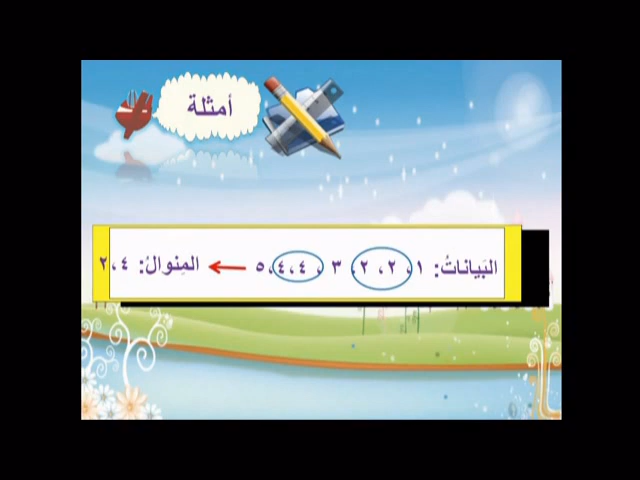 أمثلة
البَياناتُ: ١، ٢، ٢، ٣، ٤، ٤، ٥ ← المِنوالُ: ٤، ٢